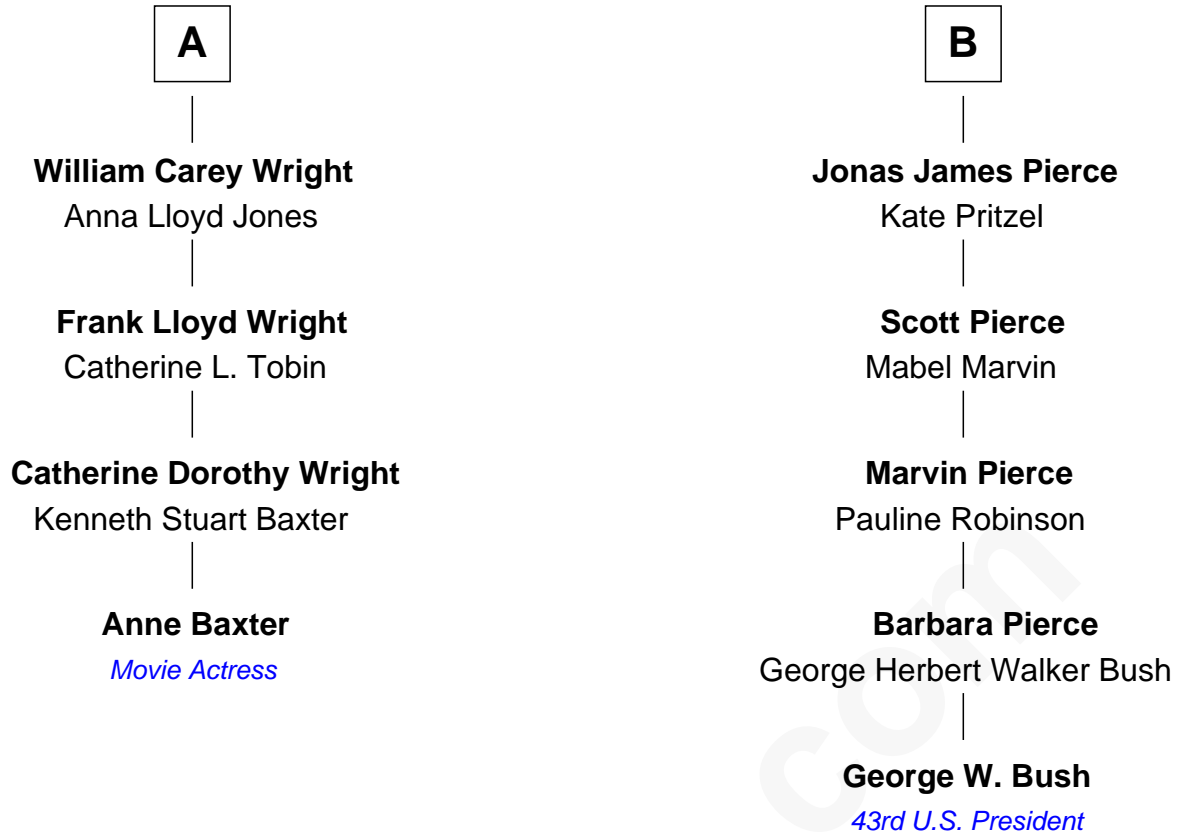 A
William Carey Wright
Anna Lloyd Jones
Frank Lloyd Wright
Catherine L. Tobin
Catherine Dorothy Wright
Kenneth Stuart Baxter
Anne Baxter
Movie Actress
B
Jonas James Pierce
Kate Pritzel
Scott Pierce
Mabel Marvin
Marvin Pierce
Pauline Robinson
Barbara Pierce
George Herbert Walker Bush
George W. Bush
43rd U.S. President
com